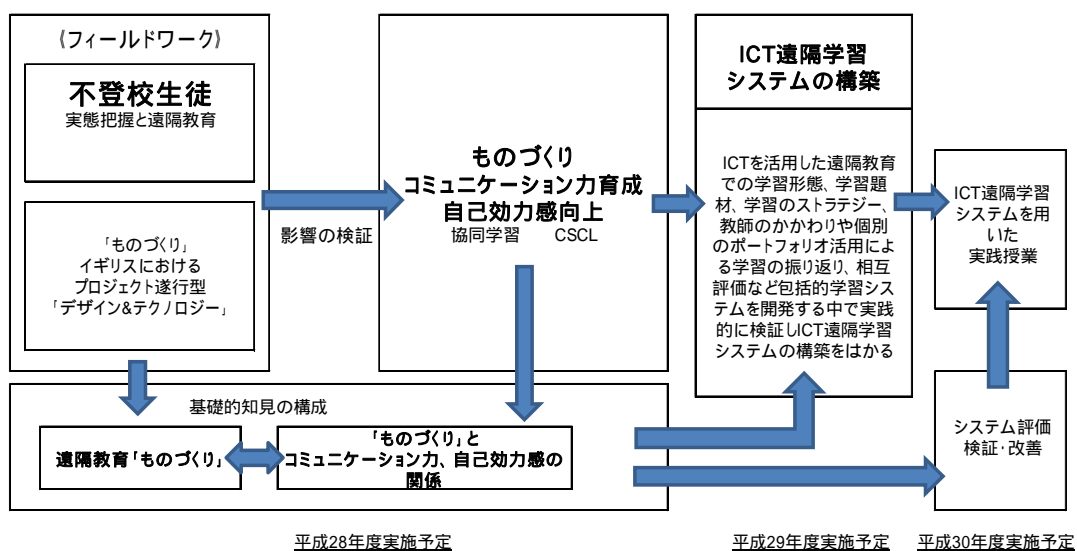 《フィールドワーク》
不登校生徒
実態把握と遠隔教育
「ものづくり」
イギリスにおける
プロジェクト遂行型
「デザイン&テクノロジー」
影響の検証
ものづくり
コミュニケーション力育成
自己効力感向上
協同学習 CSCL
ICT遠隔学習
システムの構築
ICTを活用した遠隔教育
での学習形態、学習題
材、学習のストラテジー、
教師のかかわりや個別
のポートフォリオ活用によ
る学習の振り返り、相互
評価など包括的学習シス
テムを開発する中で実践
的に検証しICT遠隔学習
システムの構築をはかる
ICT遠隔学習
システムを用
いた
実践授業
基礎的知見の構成
遠隔教育「ものづくり」
「ものづくり」と
コミュニケーション力、自己効力感の
関係
システム評価
検証・改善
平成28年度実施予定
平成29年度実施予定
平成30年度実施予定